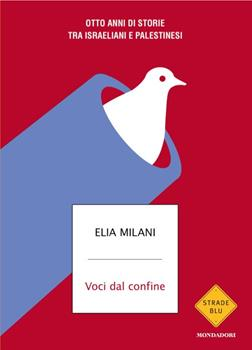 OTTO ANNI DI STORIE
TRA ISRAELIANI E PALESTINESI
ELIA MILANI
Voci dal confine
STRADE
BLU
MONDADORI